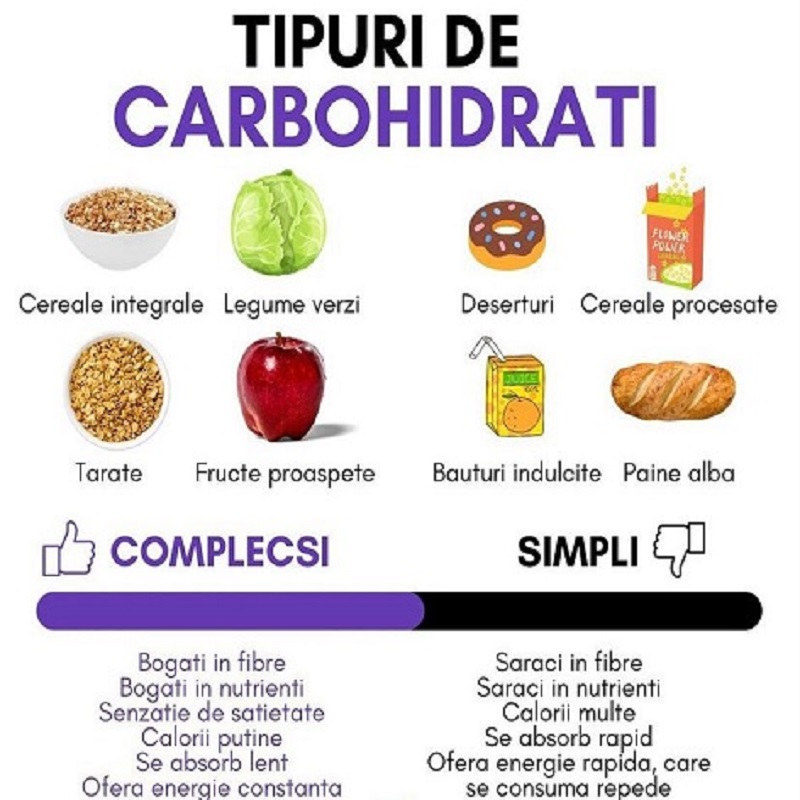 TIPURI DE
CARBOHIDRATI
Cereale integrale Legume verzi Deserturi Cereale procesate
FLOWER
POWER
JUICE
Tarate Fructe proaspete Bauturi indulcite Paine alba
COMPLECSI SIMPLI
Bogati in fibre
Bogati in nutrienti
Senzatie de satietate
Calorii putine
Se absorb lent
Ofera energie constanta
Saraci in fibre
Saraci in nutrienti
Calorii multe
Se absorb rapid
Ofera energie rapida, care
se consuma repede